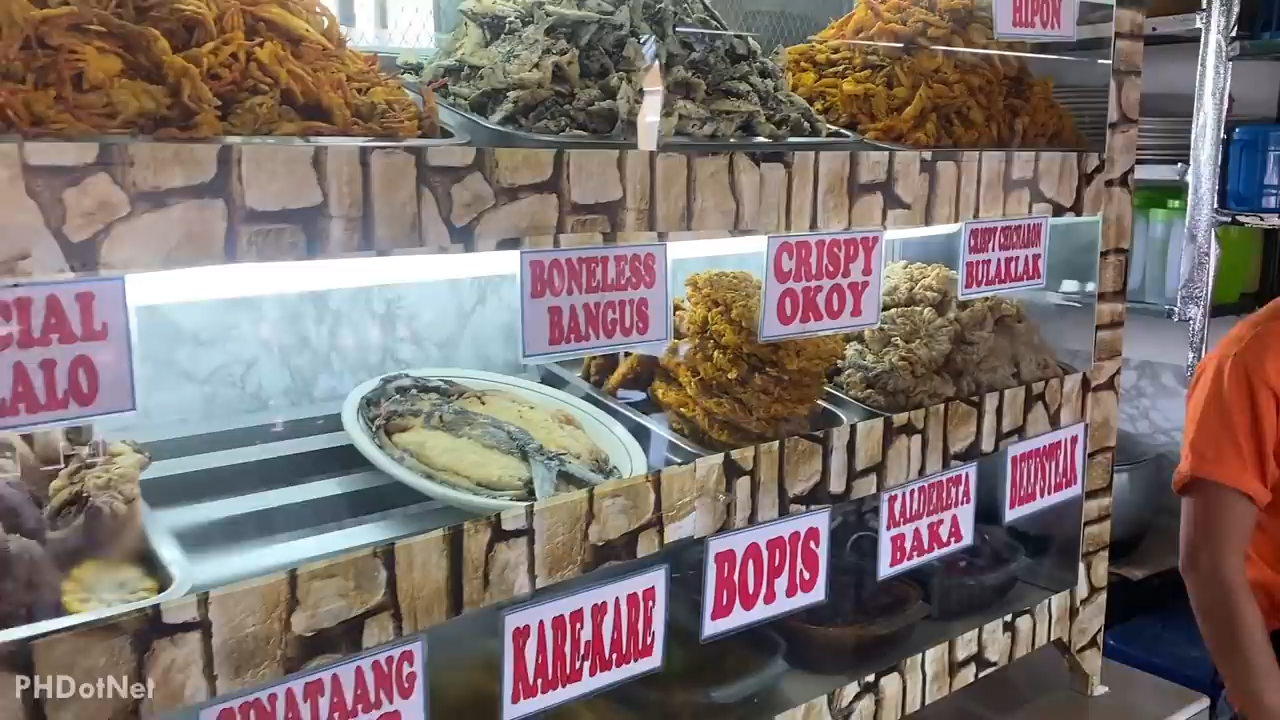 HIPON
CRISPY CHICHARON
BULAKLAK
CRISPY
OKOY
BONELESS
BANGUS
CIAL
LALO
BEEFSTEAK
KALDERETA
BAKA
BOPIS
KARE-KARE
GINATAANG
PHDotNet